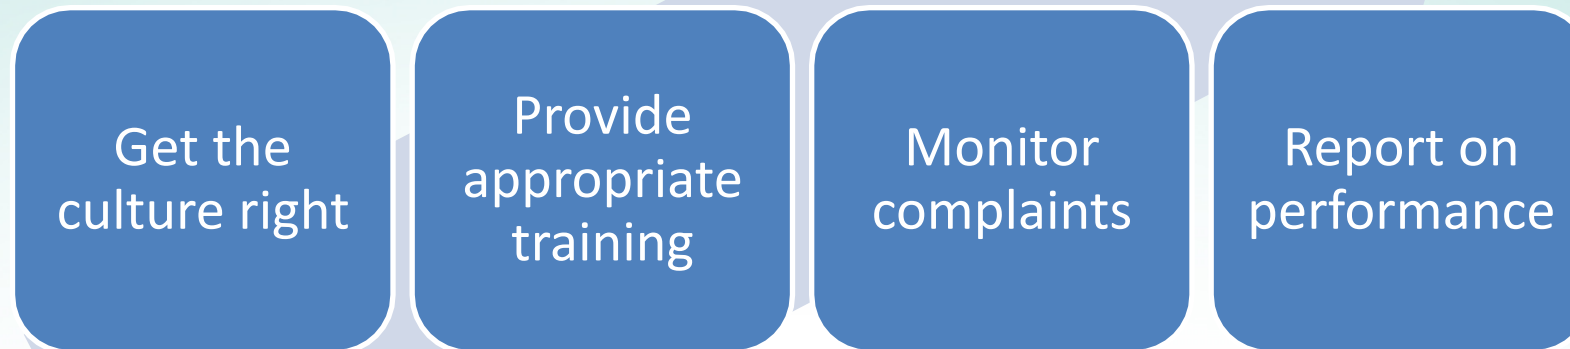 Get the
culture right
Provide
appropriate
training
Monitor
complaints
Report on
performance